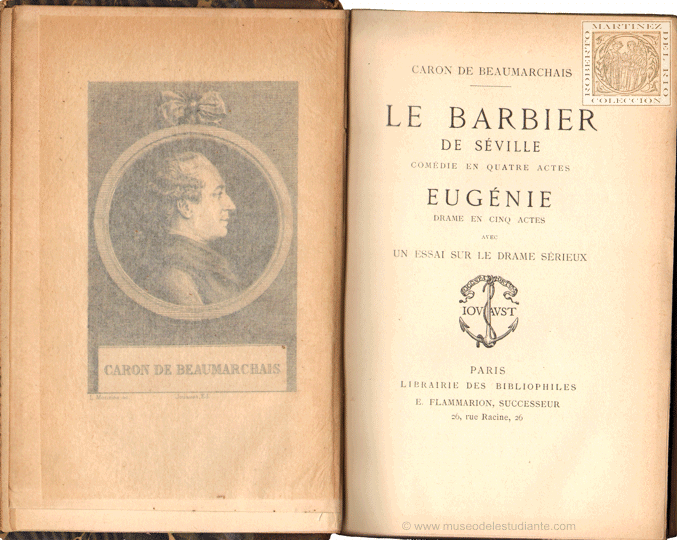 CARON DE BEAUMARCHAIS
CARON DE BEAUMARCHAIS
LE BARBIER
DE SÉVILLE
COMÉDIE EN QUATRE ACTES
EUGÉNIE
DRAME EN CINQ ACTES
AVEC
UN ESSAI SUR LE DRAME SÉRIEUX
IOVAVST
PARIS
LIBRAIRIE DES BIBLIOPHILES
E. FLAMMARION, SUCCESSEUR
26, rue Racine, 26
ROBERTO
MARTINEZ
DEL RIO
COLECCION
© www.museodelestudiante.com